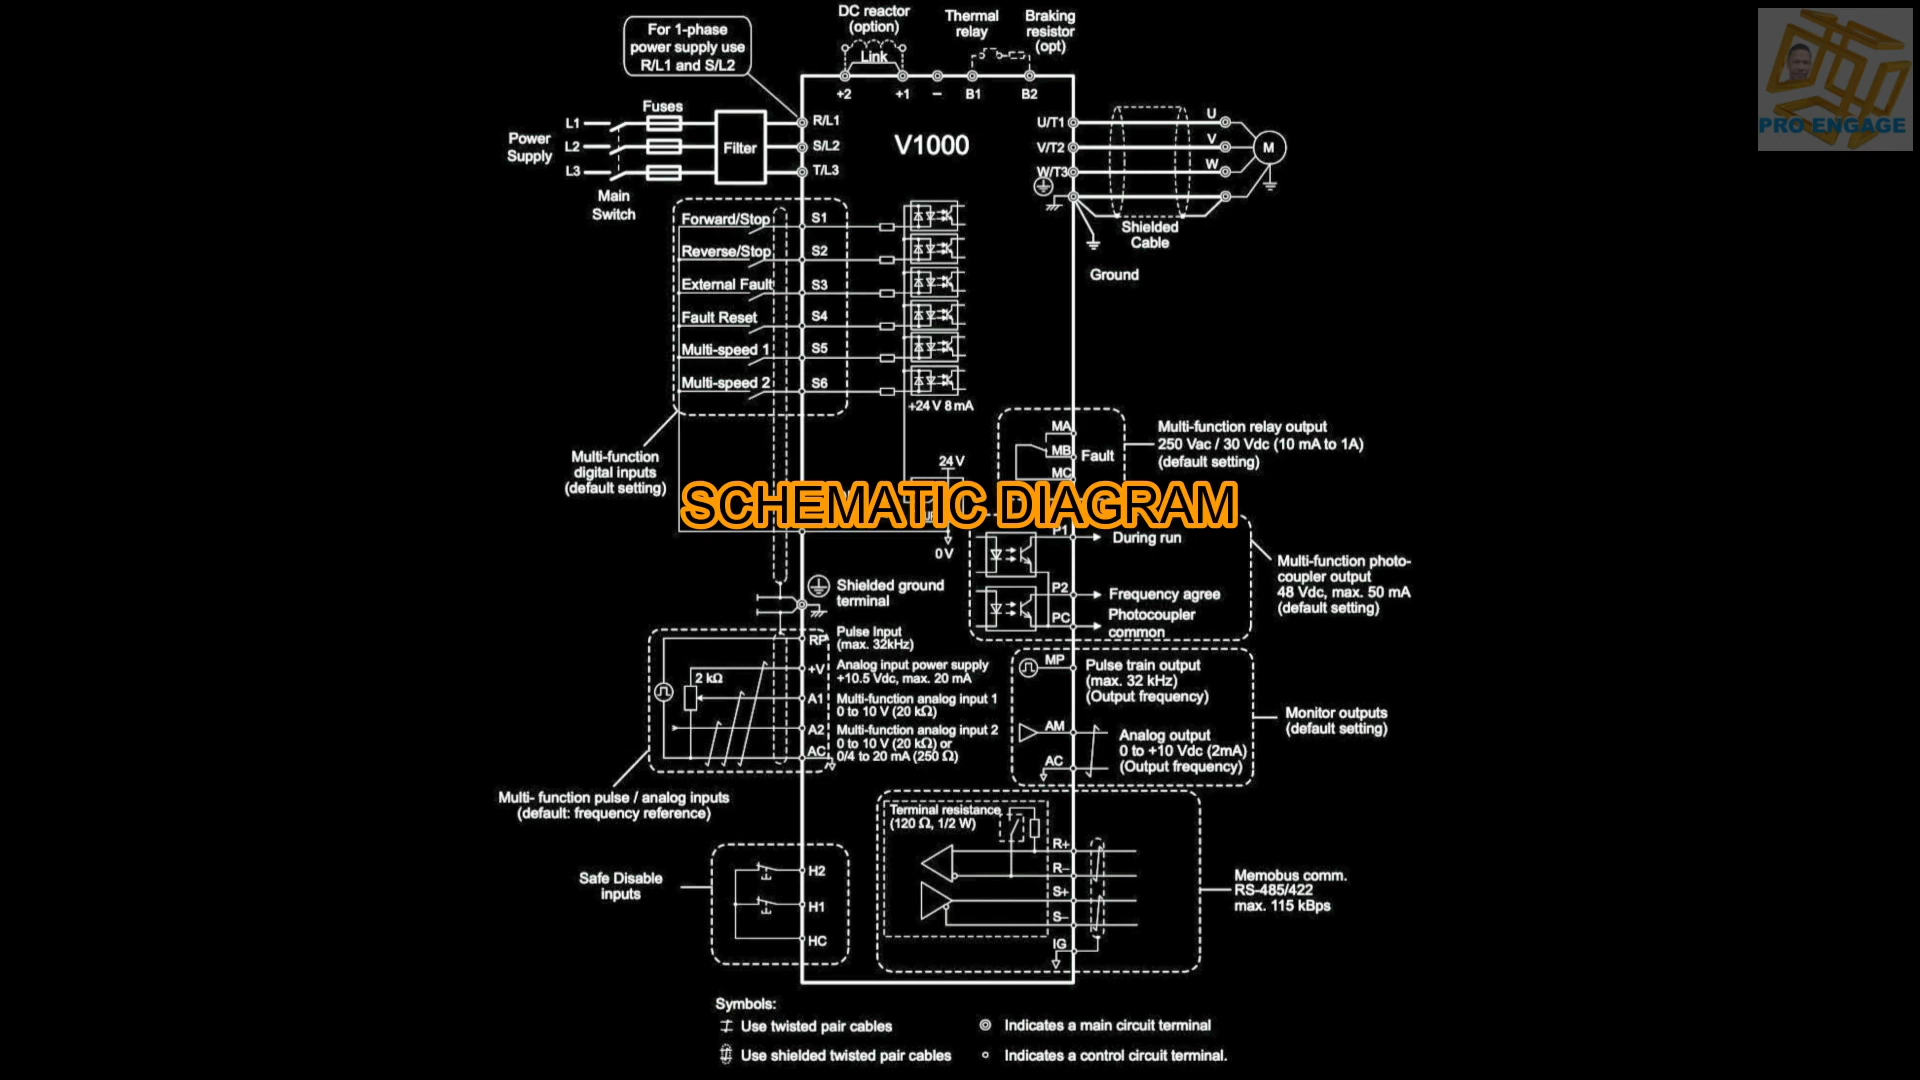 For 1-phase
power supply use
R/L1 and S/L2
DC reactor
(option)
Link
Thermal
relay
Braking
resistor
(opt)
+2
+1
–
B1
B2
PRO ENGAGE
Power
Supply
L1
L2
L3
Fuses
Filter
Main
Switch
R/L1
S/L2
T/L3
V1000
U/T1
V/T2
W/T3
U
V
W
M
Shielded
Cable
Ground
Forward/Stop
S1
Reverse/Stop
S2
External Fault
S3
Fault Reset
S4
Multi-speed 1
S5
Multi-speed 2
S6
+24 V 8 mA
Multi-function
digital inputs
(default setting)
24 V
0 V
MA
MB
MC
Fault
Multi-function relay output
250 Vac / 30 Vdc (10 mA to 1A)
(default setting)
SCHEMATIC DIAGRAM
P1
During run
P2
Frequency agree
PC
Photocoupler
common
Multi-function photo-
coupler output
48 Vdc, max. 50 mA
(default setting)
Shielded ground
terminal
RP
Pulse Input
(max. 32kHz)
+V
Analog input power supply
+10.5 Vdc, max. 20 mA
2 kΩ
A1
Multi-function analog input 1
0 to 10 V (20 kΩ)
A2
Multi-function analog input 2
0 to 10 V (20 kΩ) or
0/4 to 20 mA (250 Ω)
AC
Multi- function pulse / analog inputs
(default: frequency reference)
MP
Pulse train output
(max. 32 kHz)
(Output frequency)
AM
Analog output
0 to +10 Vdc (2mA)
(Output frequency)
AC
Monitor outputs
(default setting)
Terminal resistance
(120 Ω, 1/2 W)
R+
R–
S+
S–
IG
Memobus comm.
RS-485/422
max. 115 kBps
Safe Disable
inputs
H2
H1
HC
Symbols:
Use twisted pair cables
Indicates a main circuit terminal
Use shielded twisted pair cables
Indicates a control circuit terminal.